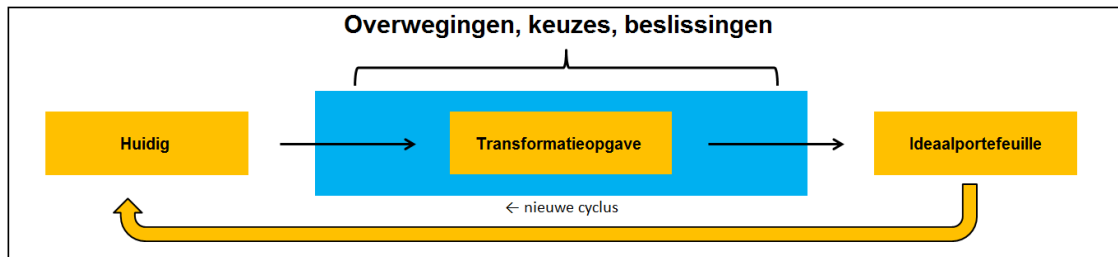 Overwegingen, keuzes, beslissingen
Huidig
Transformatieopgave
Ideaalportefeuille
← nieuwe cyclus